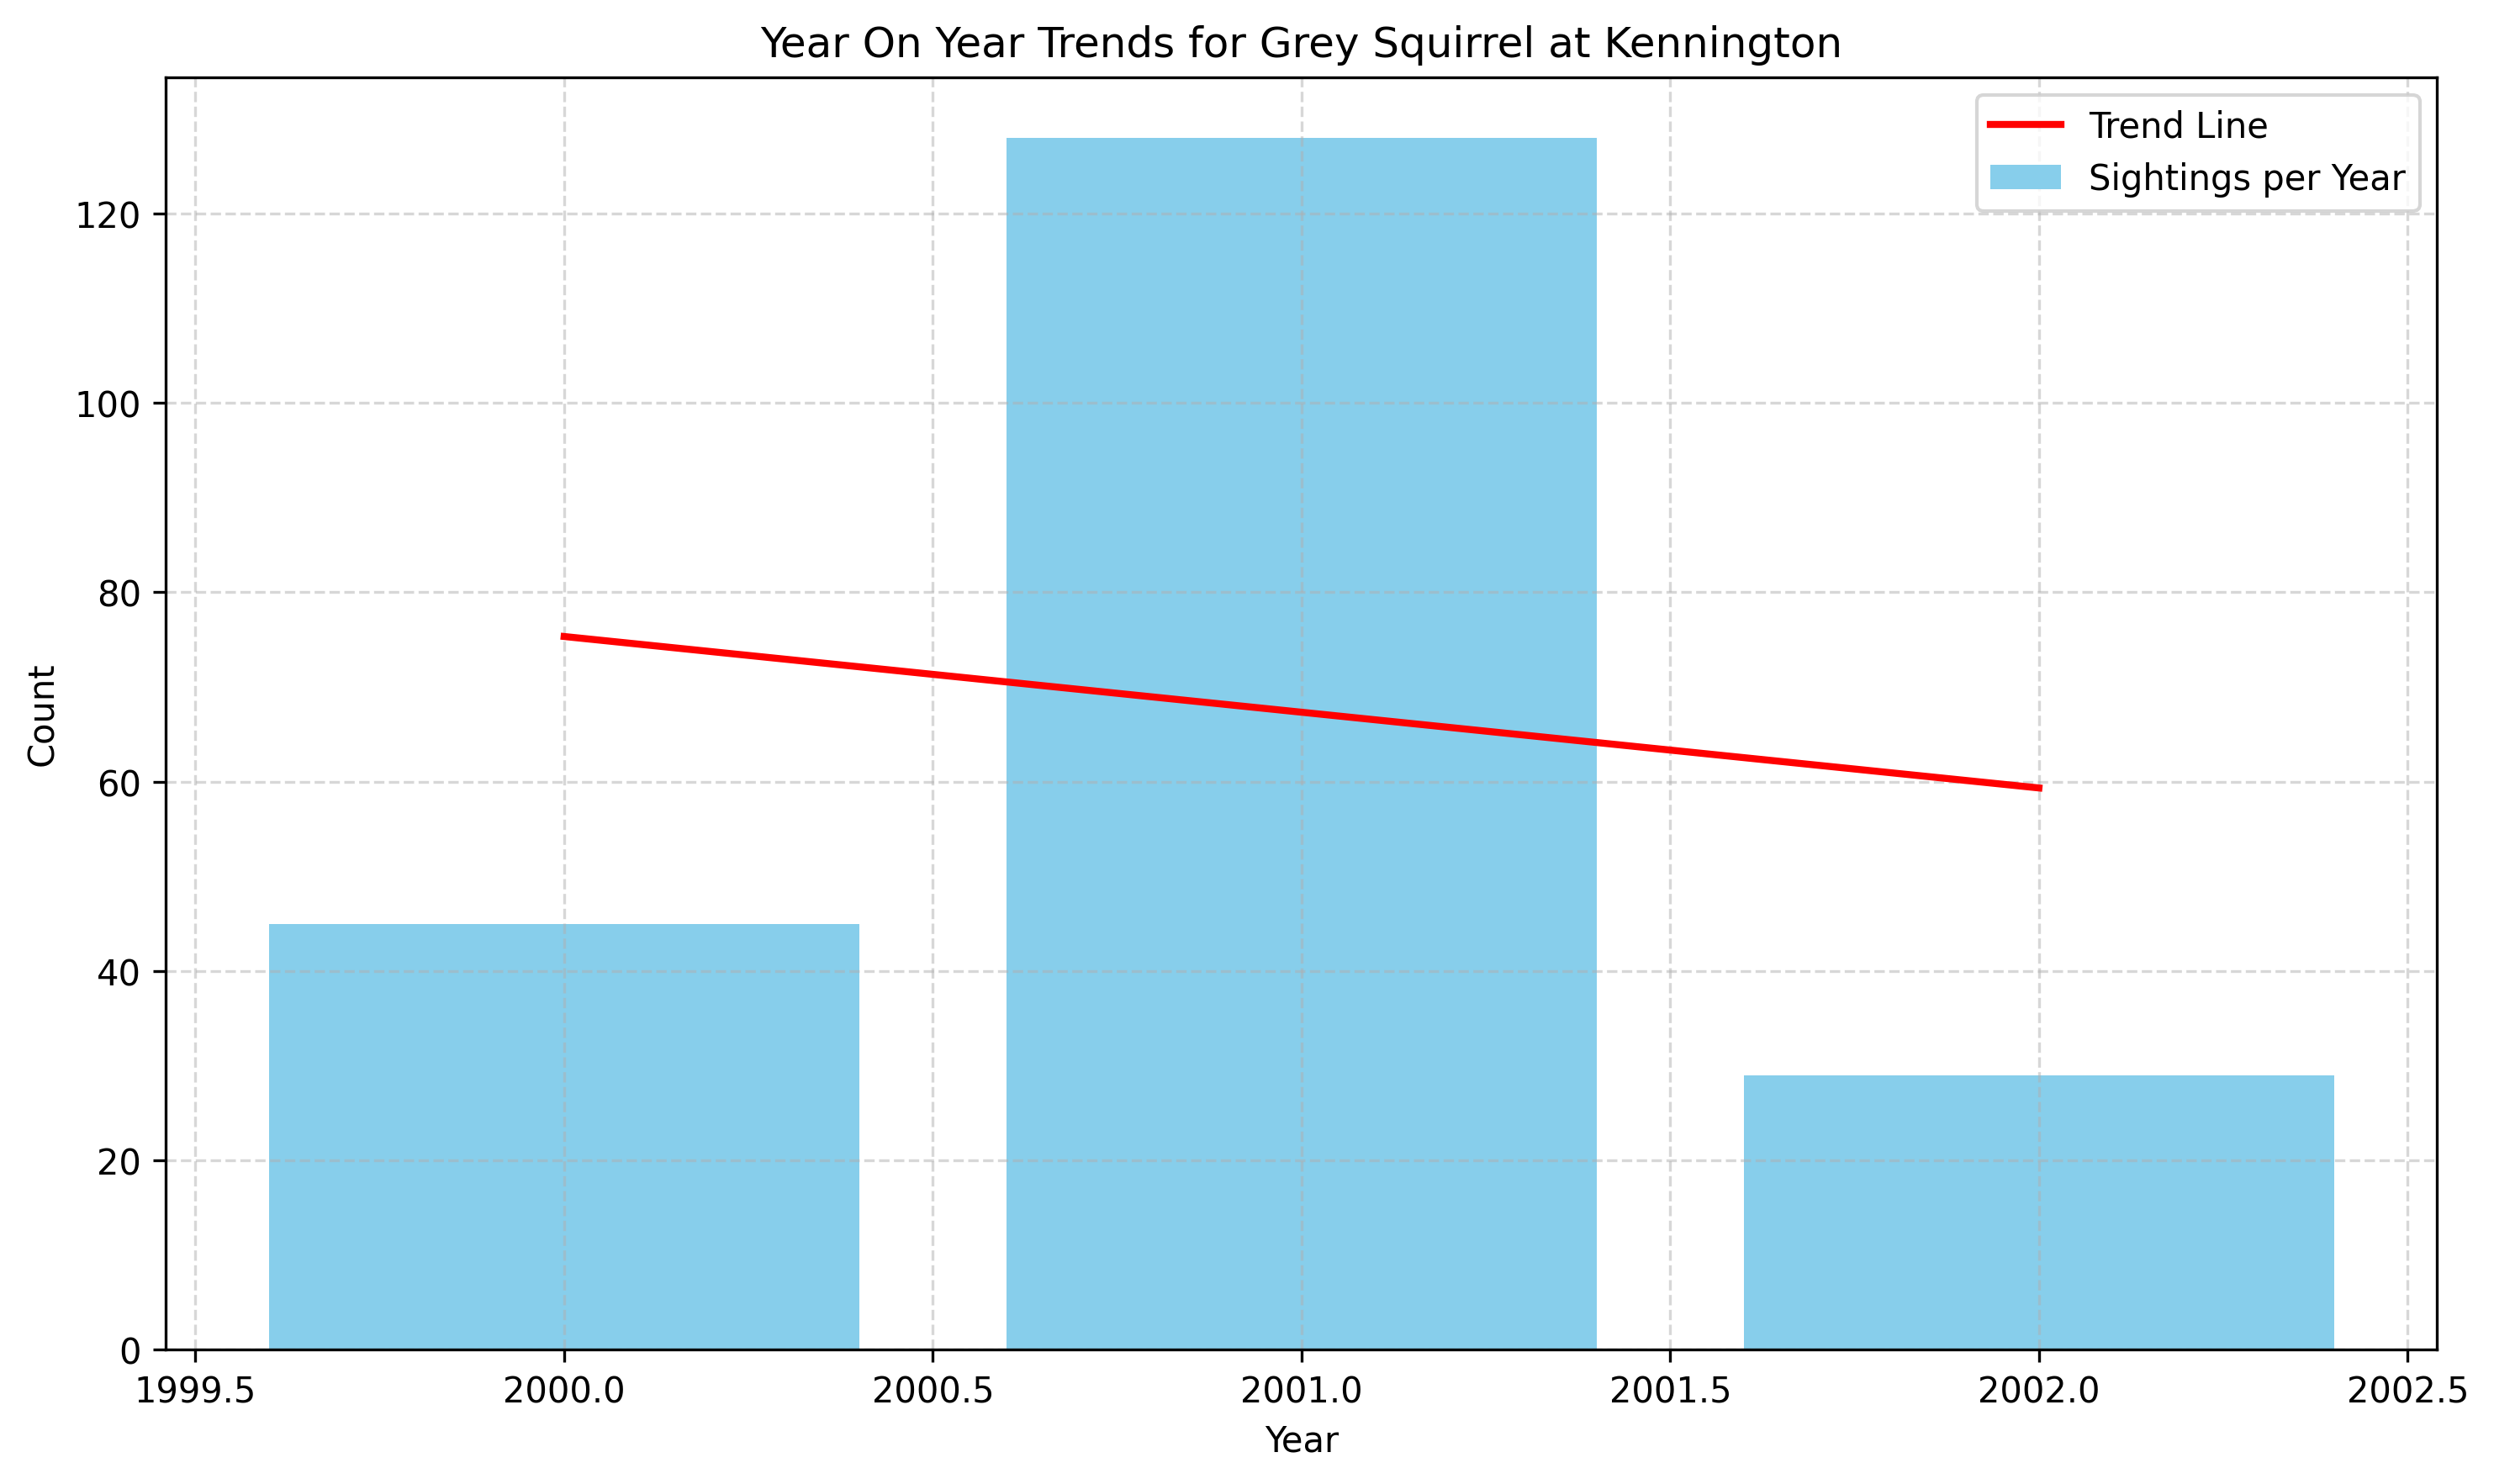 Year On Year Trends for Grey Squirrel at Kennington
Trend Line
Sightings per Year
Count
120
100
80
60
40
20
0
1999.5 2000.0 2000.5 2001.0 2001.5 2002.0 2002.5
Year